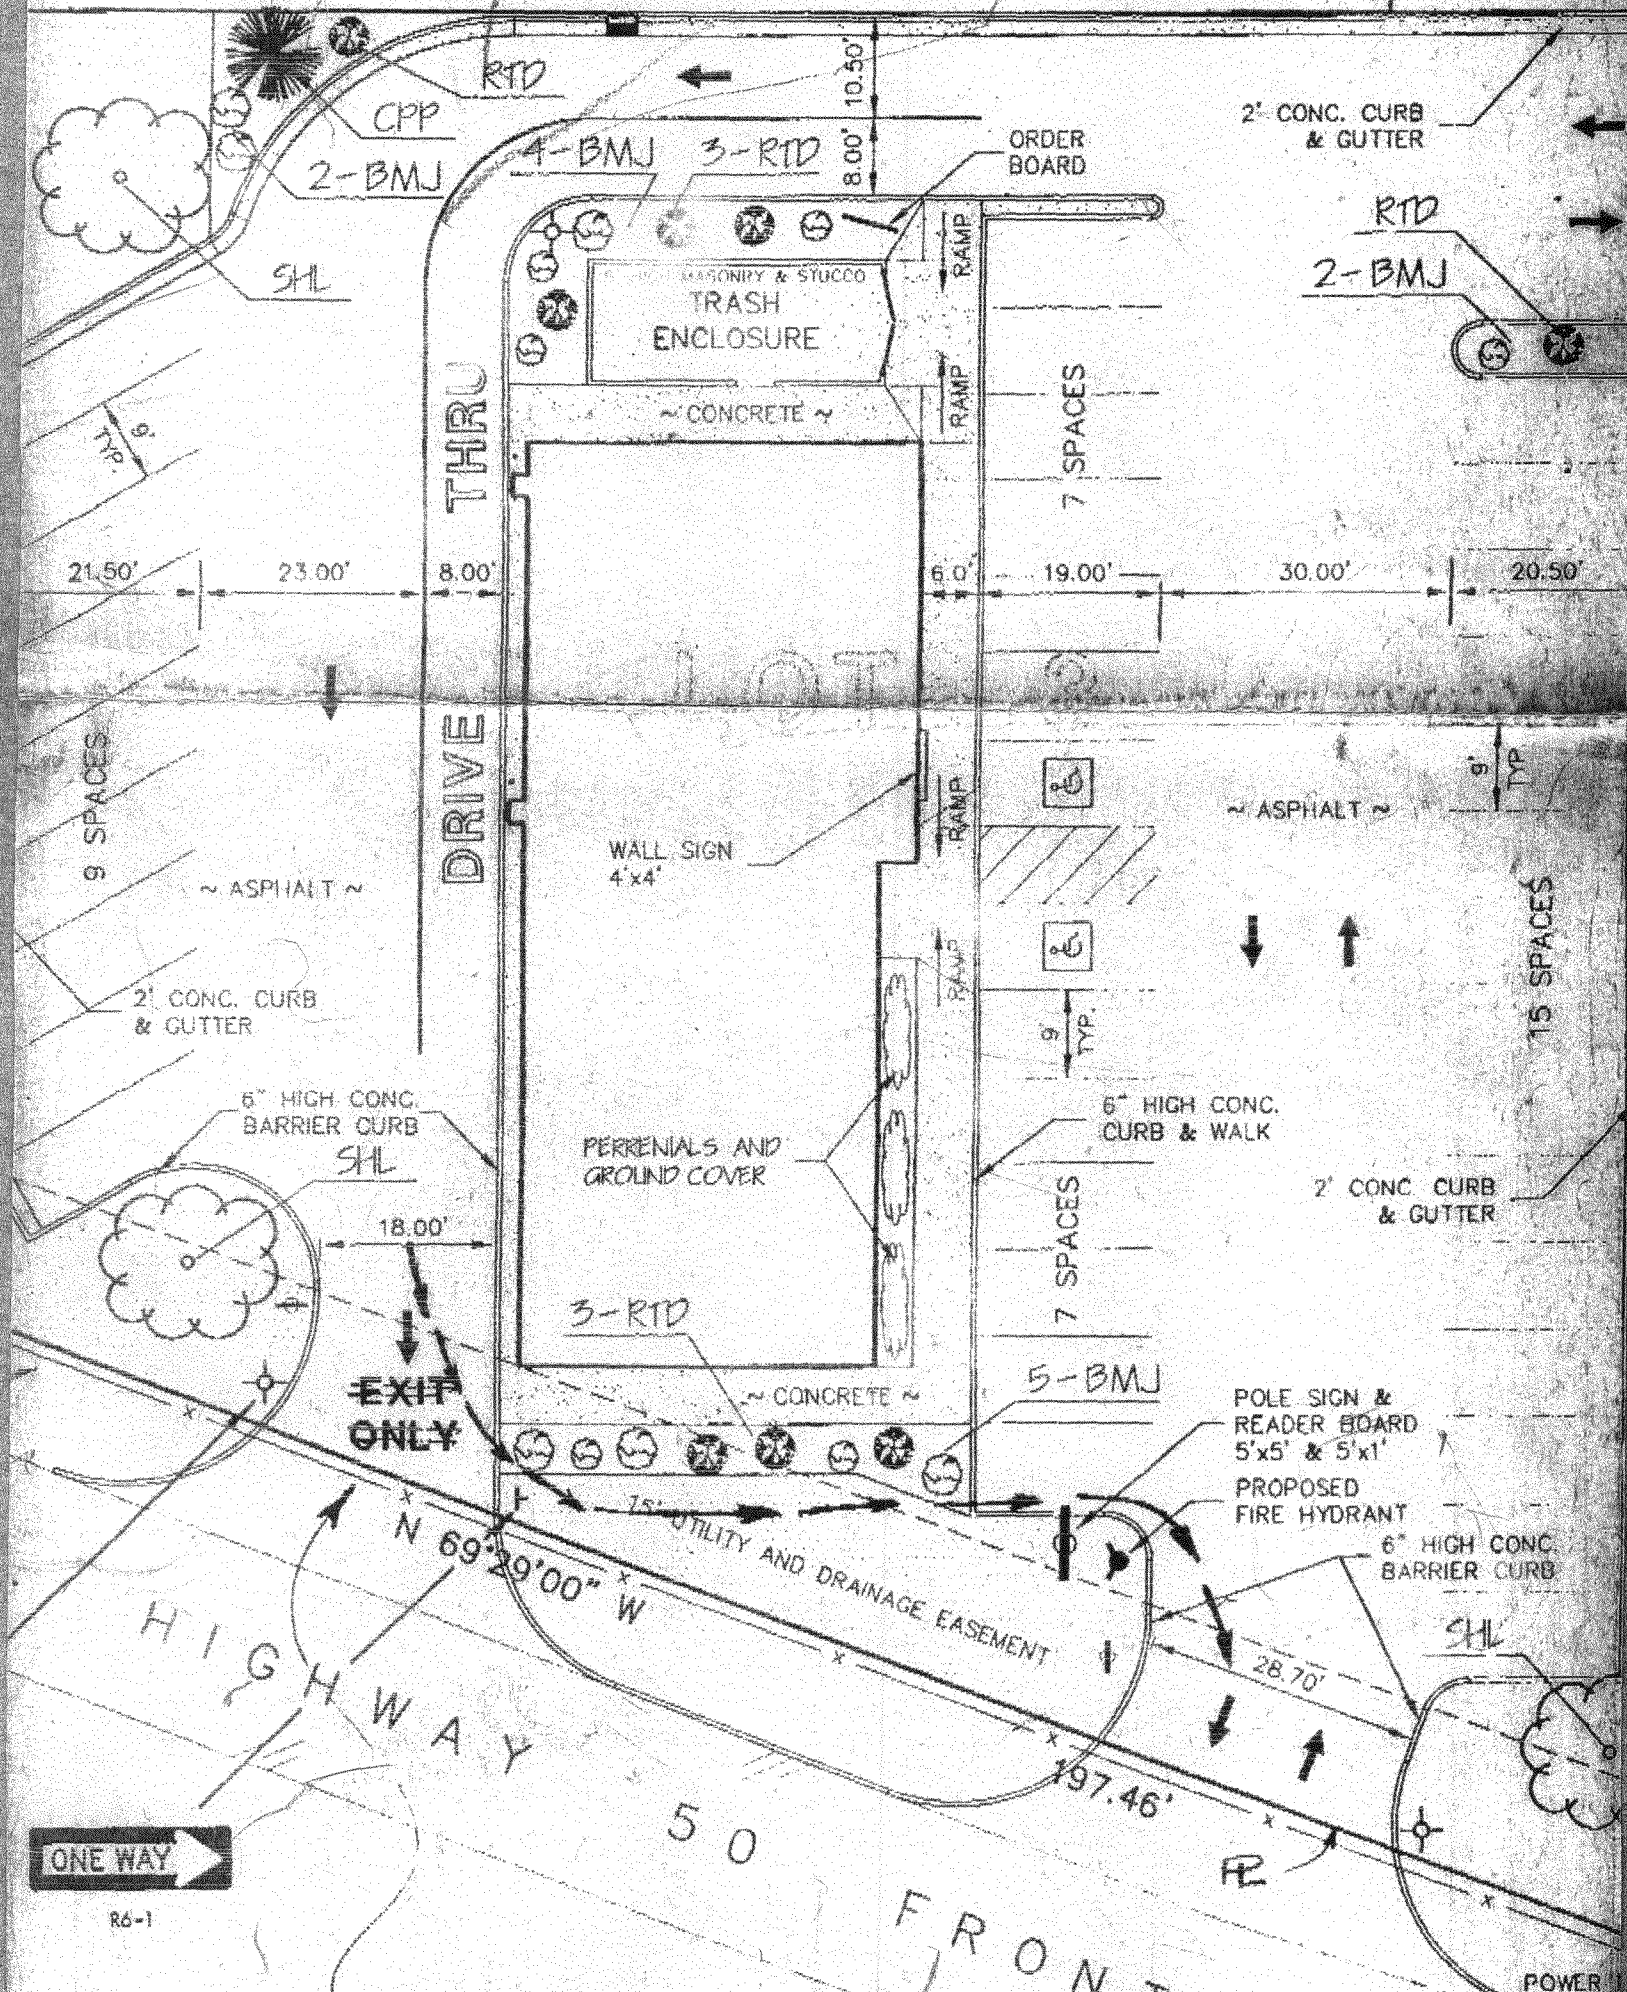 RTD
CPP
2-BMJ
SHL
4-BMJ
3-RTD
10.50'
8.00'
ORDER
BOARD
2' CONC. CURB
& GUTTER
RTD
2-BMJ
RAMP
MASONRY & STUCCO
TRASH
ENCLOSURE
RAMP
~ CONCRETE ~
7 SPACES
9'
TYP.
DRIVE THRU
21.50'
23.00'
8.00'
6.0'
19.00'
30.00'
20.50'
LOT
9 SPACES
~ ASPHALT ~
WALL SIGN
4'x4'
RAMP
~ ASPHALT ~
9'
TYP
15 SPACES
RAMP
2' CONC. CURB
& GUTTER
9
TYP.
6" HIGH CONC.
BARRIER CURB
SHL
PERRENIALS AND
GROUND COVER
6" HIGH CONC.
CURB & WALK
2' CONC CURB
& GUTTER
18.00'
7 SPACES
3-RTD
EXIT
ONLY
~ CONCRETE ~
5-BMJ
POLE SIGN &
READER BOARD
5'x5' & 5'x1'
PROPOSED
FIRE HYDRANT
6" HIGH CONC.
BARRIER CURB
SHL
N 69°29'00" W
UTILITY AND DRAINAGE EASEMENT
28.70'
197.46'
HIGHWAY 50 FRONT
PL
ONE WAY
R6-1
POWER